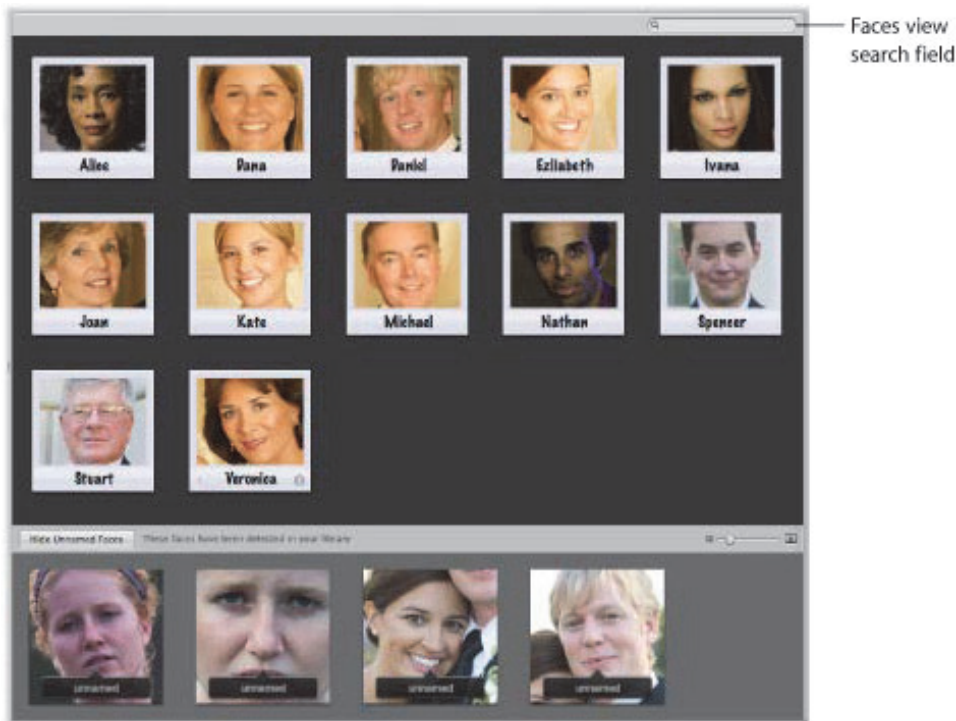 Faces view
search field
Alice
Dana
Daniel
Ezliabeth
Ivana
Joan
Kate
Michael
Nathan
Spencer
Stuart
Veronica
Hide Unnamed Faces
These faces have been detected in your library
unnamed
unnamed
unnamed
unnamed